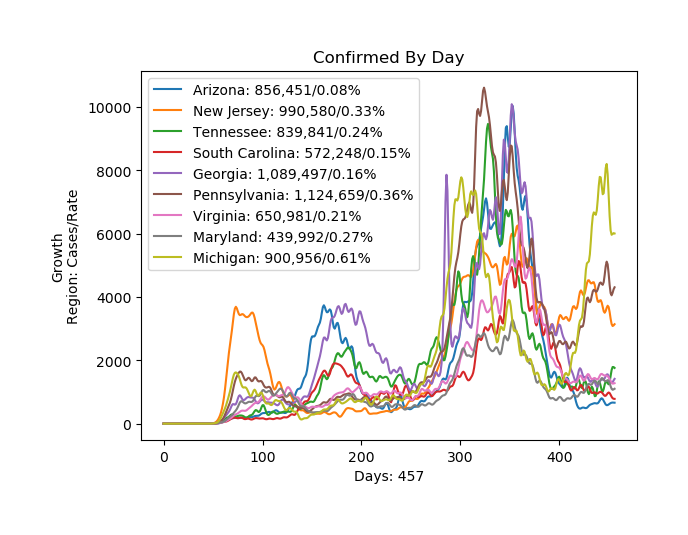 Confirmed By Day
Arizona: 856,451/0.08%
New Jersey: 990,580/0.33%
Tennessee: 839,841/0.24%
South Carolina: 572,248/0.15%
Georgia: 1,089,497/0.16%
Pennsylvania: 1,124,659/0.36%
Virginia: 650,981/0.21%
Maryland: 439,992/0.27%
Michigan: 900,956/0.61%
Growth
Region: Cases/Rate
10000
8000
6000
4000
2000
0
0 100 200 300 400
Days: 457